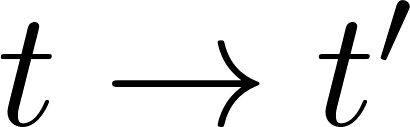 t → t′